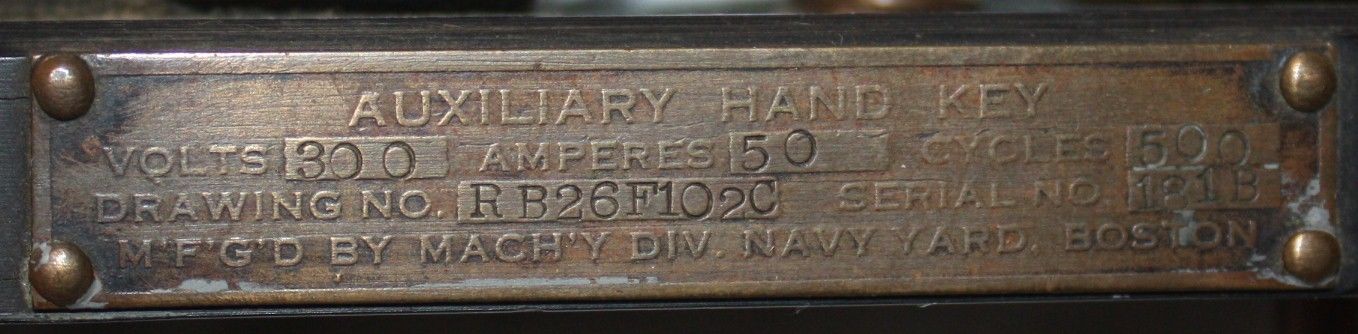 AUXILIARY HAND KEY
VOLTS 300 AMPERES 50 CYCLES 500
DRAWING NO. RB26F102C SERIAL NO. 181B
M'F'G'D BY MACH'Y DIV. NAVY YARD. BOSTON